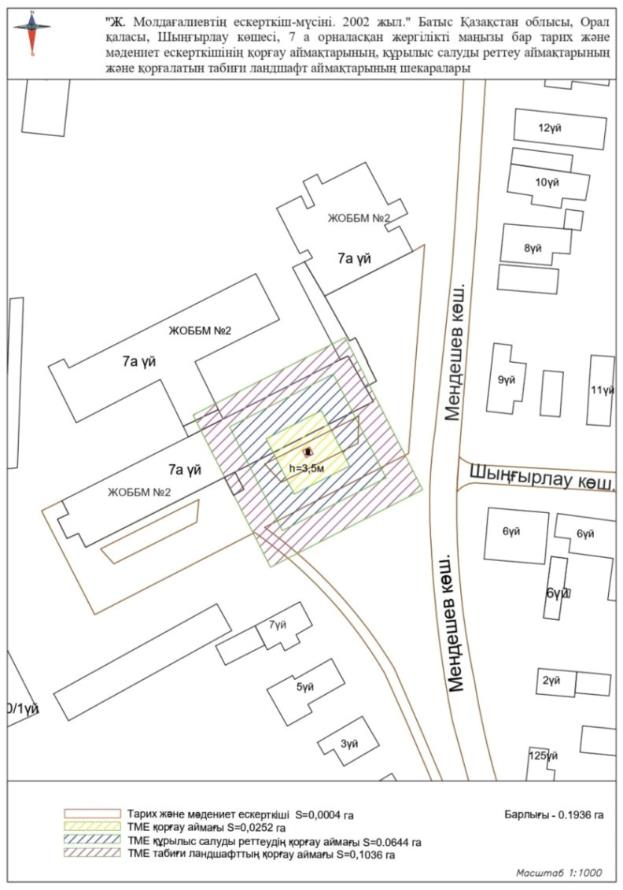 "Ж. Молдағалиевтің ескерткіш-мүсіні. 2002 жыл." Батыс Қазақстан облысы, Орал
қаласы, Шыңғырлау көшесі, 7 а орналасқан жергілікті маңызы бар тарих және
мәдениет ескерткішінің қорғау аймақтарының, құрылыс салуды реттеу аймақтарының
және қорғалатын табиғи ландшафт аймақтарының шекаралары
12үй
10үй
ЖОББМ №2
8үй
7а үй
Мендешев көш.
ЖОББМ №2
7а үй
9үй
11үй
7а үй
h=3,5м
Шыңғырлау көш.
ЖОББМ №2
6үй
6үй
Мендешев көш.
6үй
7үй
5үй
2үй
0/1үй
3үй
125үй
Тарих және мәдениет ескерткіші S=0,0004 га
Барлығы - 0.1936 га
ТМЕ қорғау аймағы S=0,0252 га
ТМЕ құрылыс салуды реттеудің қорғау аймағы S=0.0644 га
ТМЕ табиғи ландшафттың қорғау аймағы S=0,1036 га
Масштаб 1:1000